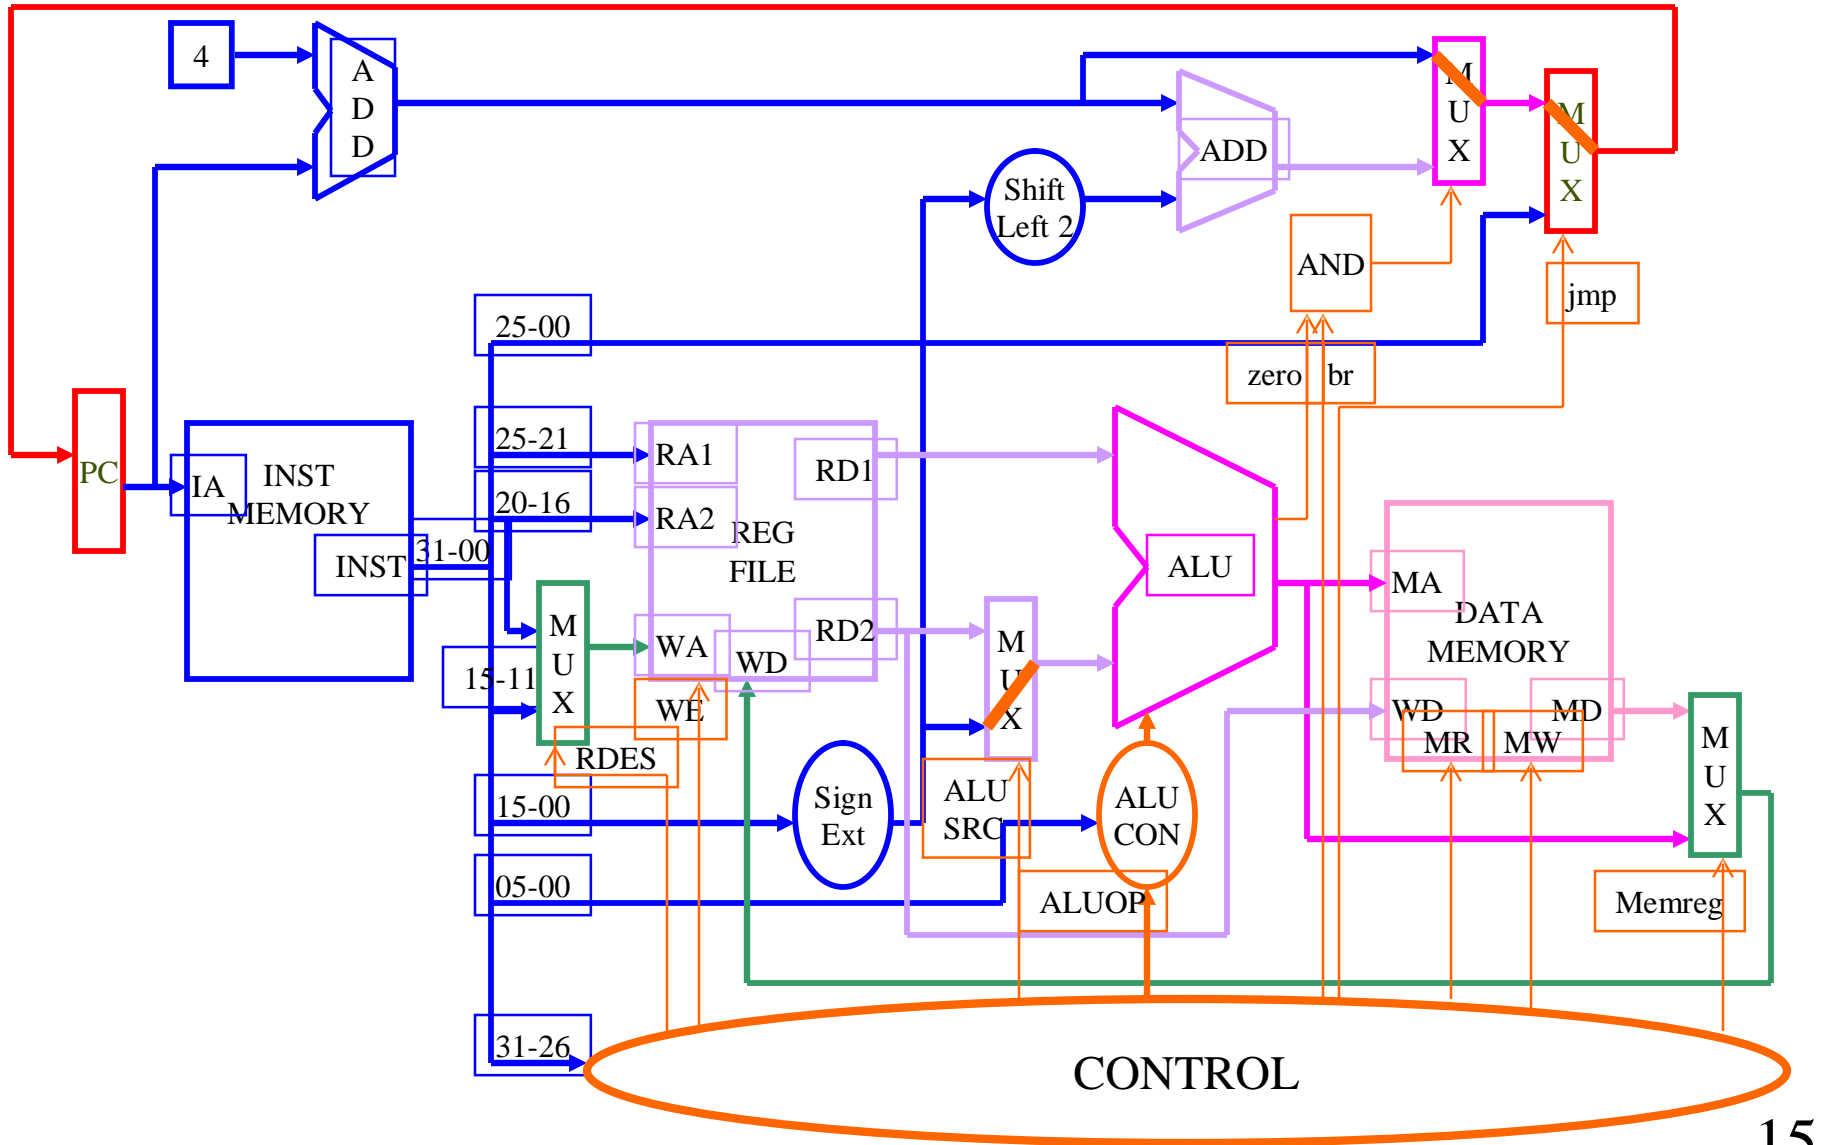 4
A
D
D
M
U
X
M
U
X
ADD
Shift
Left 2
AND
jmp
25-00
zero
br
25-21
RA1
RD1
PC
IA
INST
MEMORY
20-16
RA2
REG
FILE
31-00
INST
ALU
MA
DATA
MEMORY
M
U
X
RD2
WA
WD
M
U
X
15-11
WE
WD
MD
MR
MW
M
U
X
RDES
15-00
Sign
Ext
ALU
SRC
ALU
CON
05-00
ALUOP
Memreg
31-26
CONTROL
15